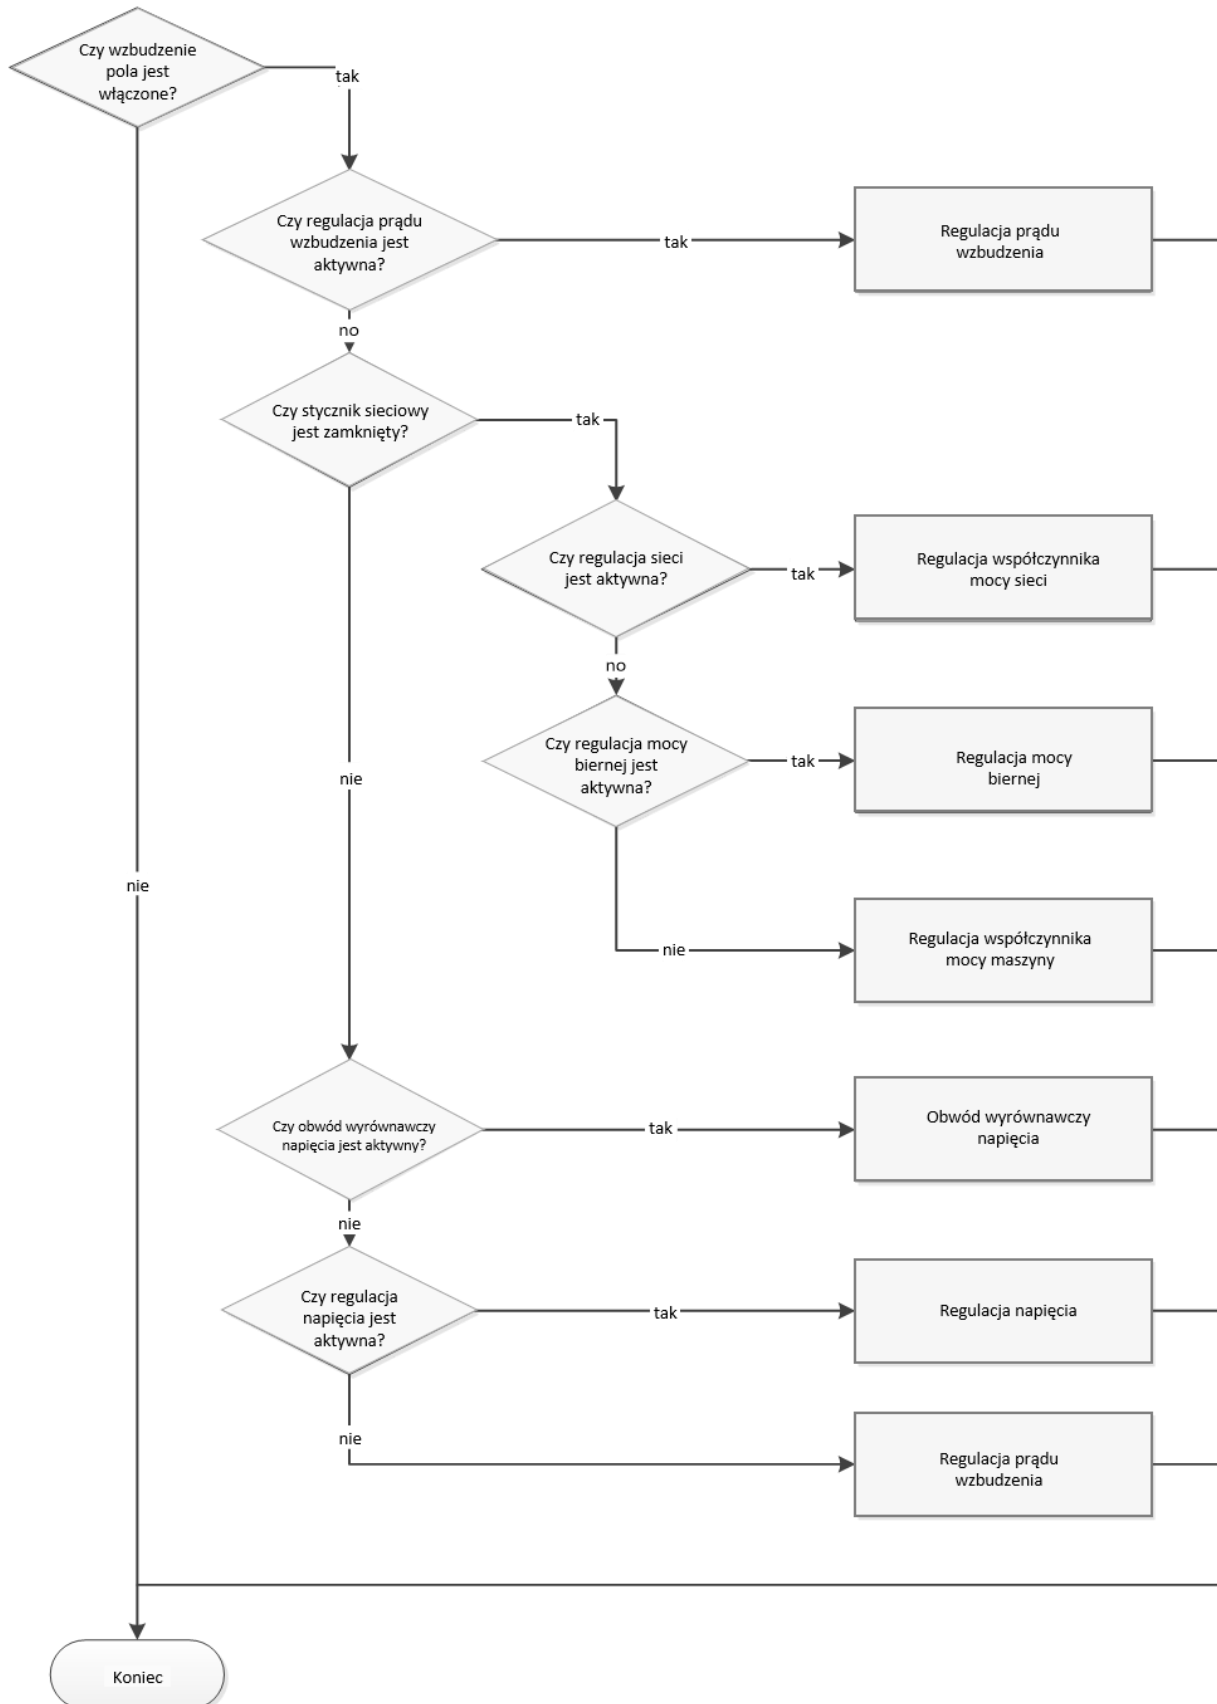 Czy wzbudzenie
pola jest
włączone?
tak
Czy regulacja prądu
wzbudzenia jest
aktywna?
tak
Regulacja prądu
wzbudzenia
no
Czy stycznik sieciowy
jest zamknięty?
tak
Czy regulacja sieci
jest aktywna?
tak
Regulacja współczynnika
mocy sieci
no
Czy regulacja mocy
biernej jest
aktywna?
tak
Regulacja mocy
biernej
nie
nie
nie
Regulacja współczynnika
mocy maszyny
Czy obwód wyrównawczy
napięcia jest aktywny?
tak
Obwód wyrównawczy
napięcia
nie
Czy regulacja
napięcia jest
aktywna?
tak
Regulacja napięcia
nie
Regulacja prądu
wzbudzenia
Koniec